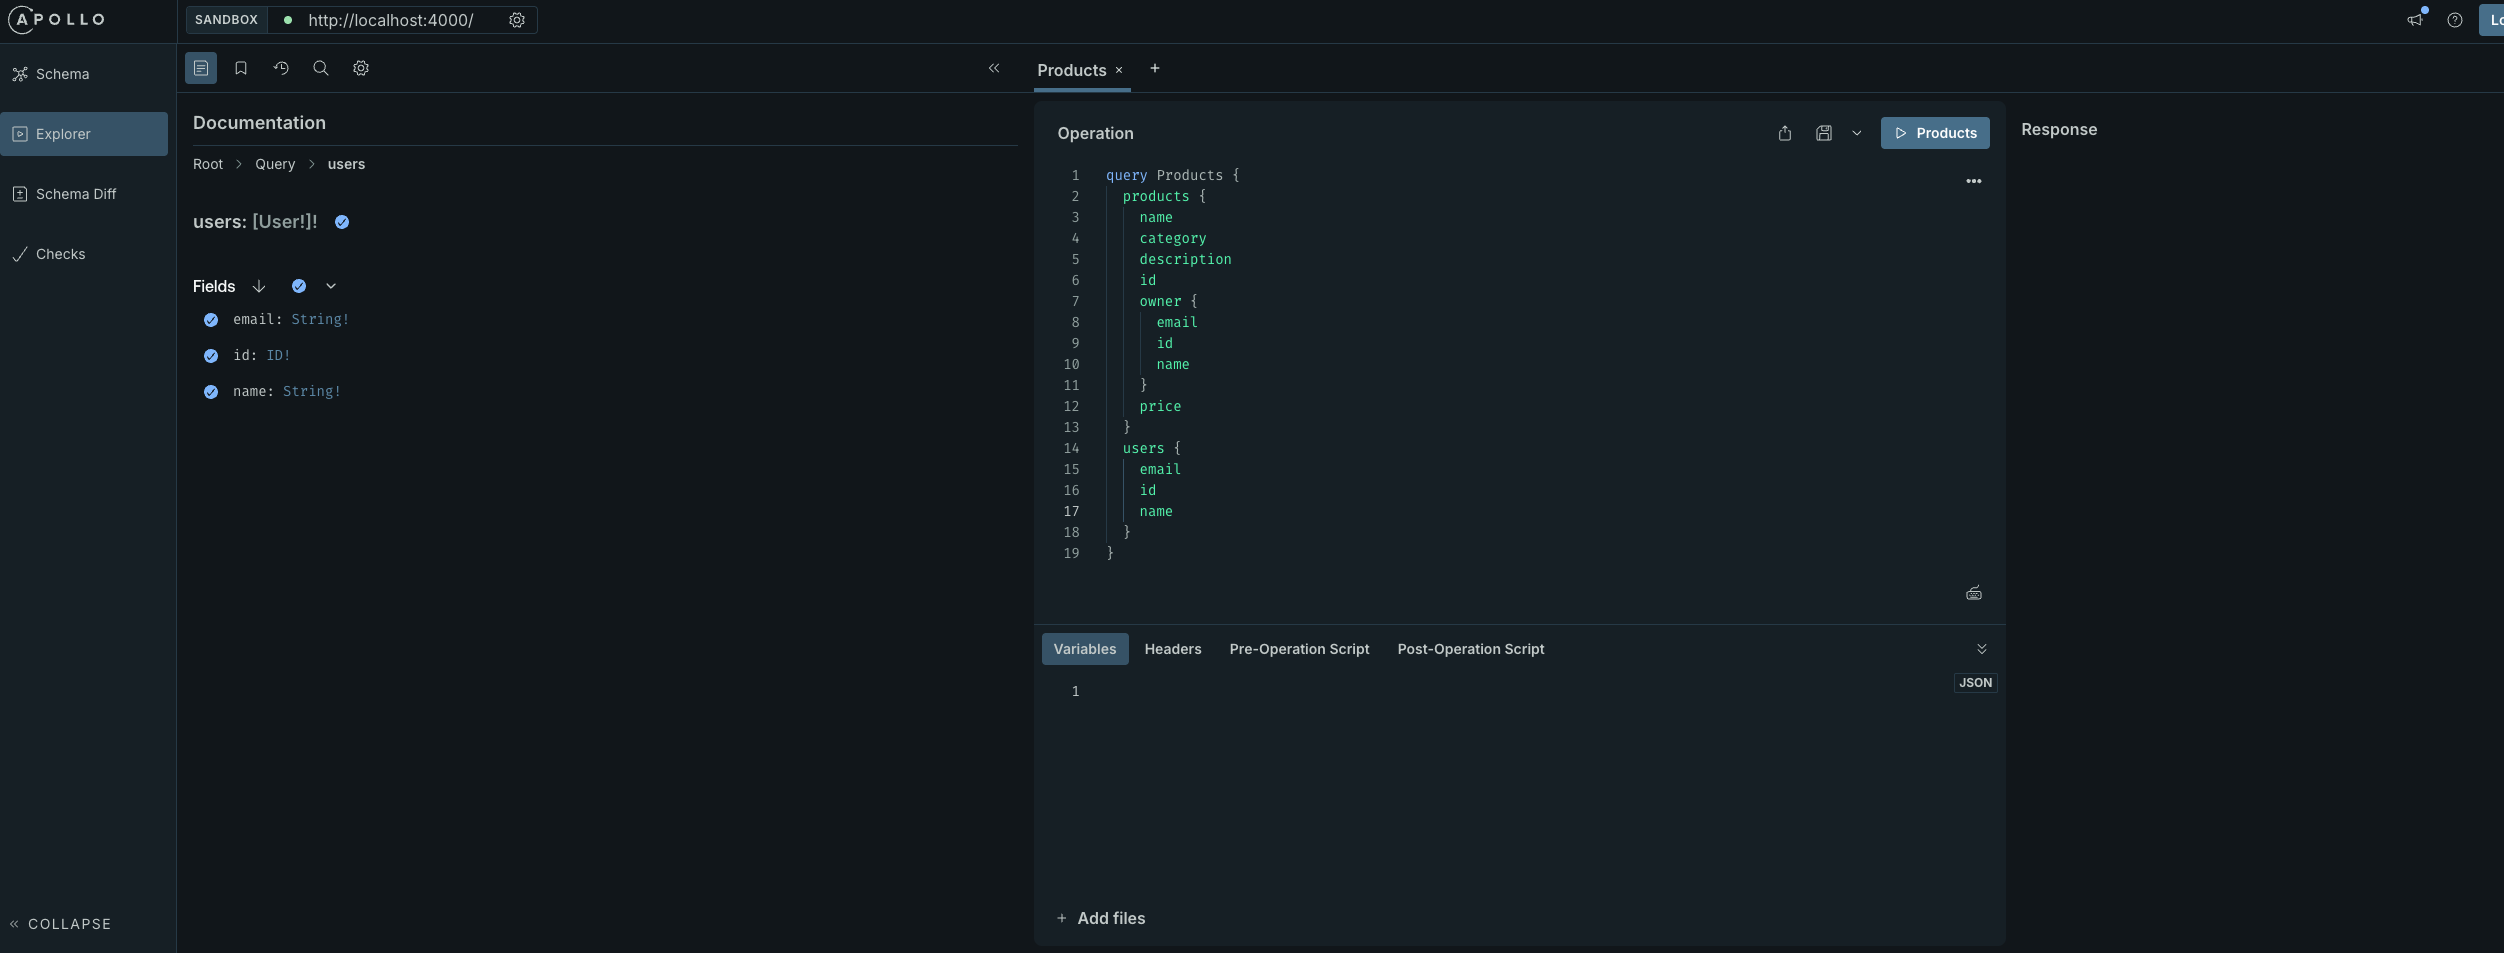 APOLLO
SANDBOX http://localhost:4000/
Schema
Explorer
Schema Diff
Checks
COLLAPSE
Documentation
Root > Query > users
users: [User!]!
Fields
email: String!
id: ID!
name: String!
Products × +
Operation
Products
1 query Products {
2 products {
3 name
4 category
5 description
6 id
7 owner {
8 email
9 id
10 name
11 }
12 price
13 }
14 users {
15 email
16 id
17 name
18 }
19 }
Variables Headers Pre-Operation Script Post-Operation Script
JSON
1
+ Add files
Response